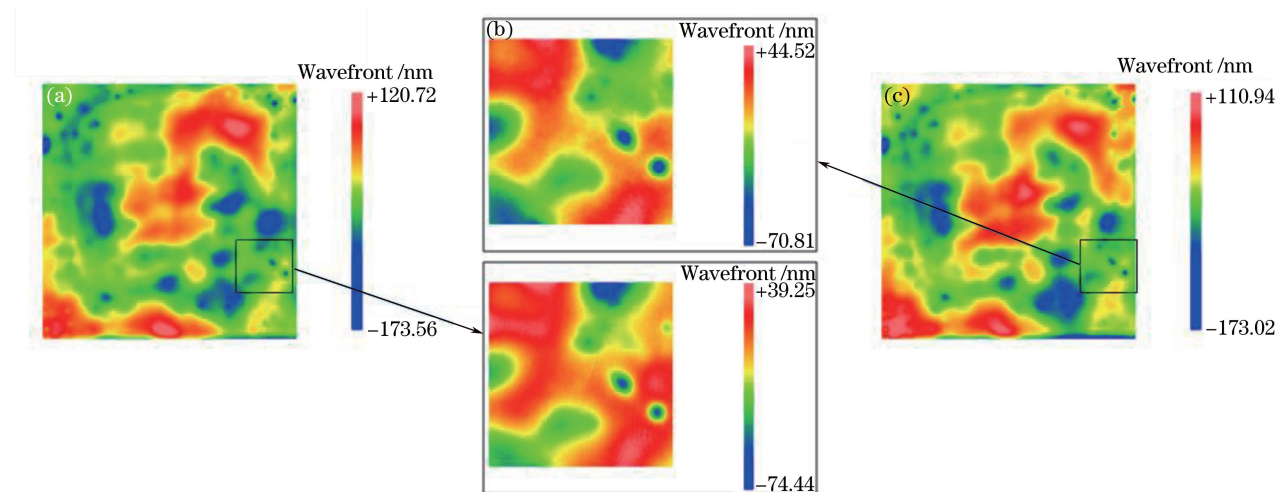 (a)
Wavefront /nm
+120.72
−173.56
(b)
Wavefront /nm
+44.52
−70.81
Wavefront /nm
+39.25
−74.44
(c)
Wavefront /nm
+110.94
−173.02